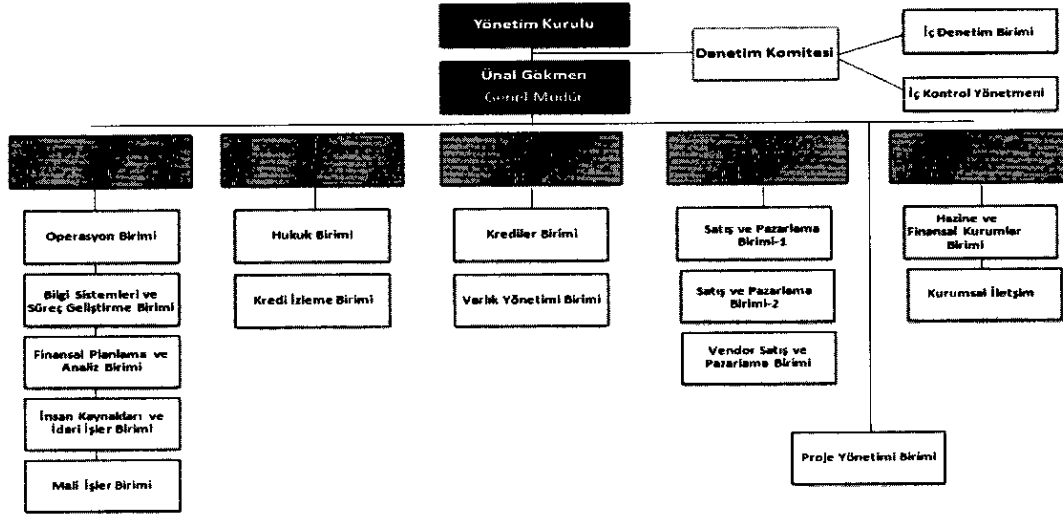 Yönetim Kurulu
Ünal Gökmen
Genel Müdür
Denetim Komitesi
İç Denetim Birimi
İç Kontrol Yönetmeni
Operasyon Birimi
Bilgi Sistemleri ve
Süreç Geliştirme Birimi
Finansal Planlama ve
Analiz Birimi
İnsan Kaynakları ve
İdari İşler Birimi
Mali İşler Birimi
Hukuk Birimi
Kredi İzleme Birimi
Krediler Birimi
Varlık Yönetimi Birimi
Satış ve Pazarlama
Birimi-1
Satış ve Pazarlama
Birimi-2
Vendor Satış ve
Pazarlama Birimi
Hazine ve
Finansal Kurumlar
Birimi
Kurumsal İletşim
Proje Yönetimi Birimi